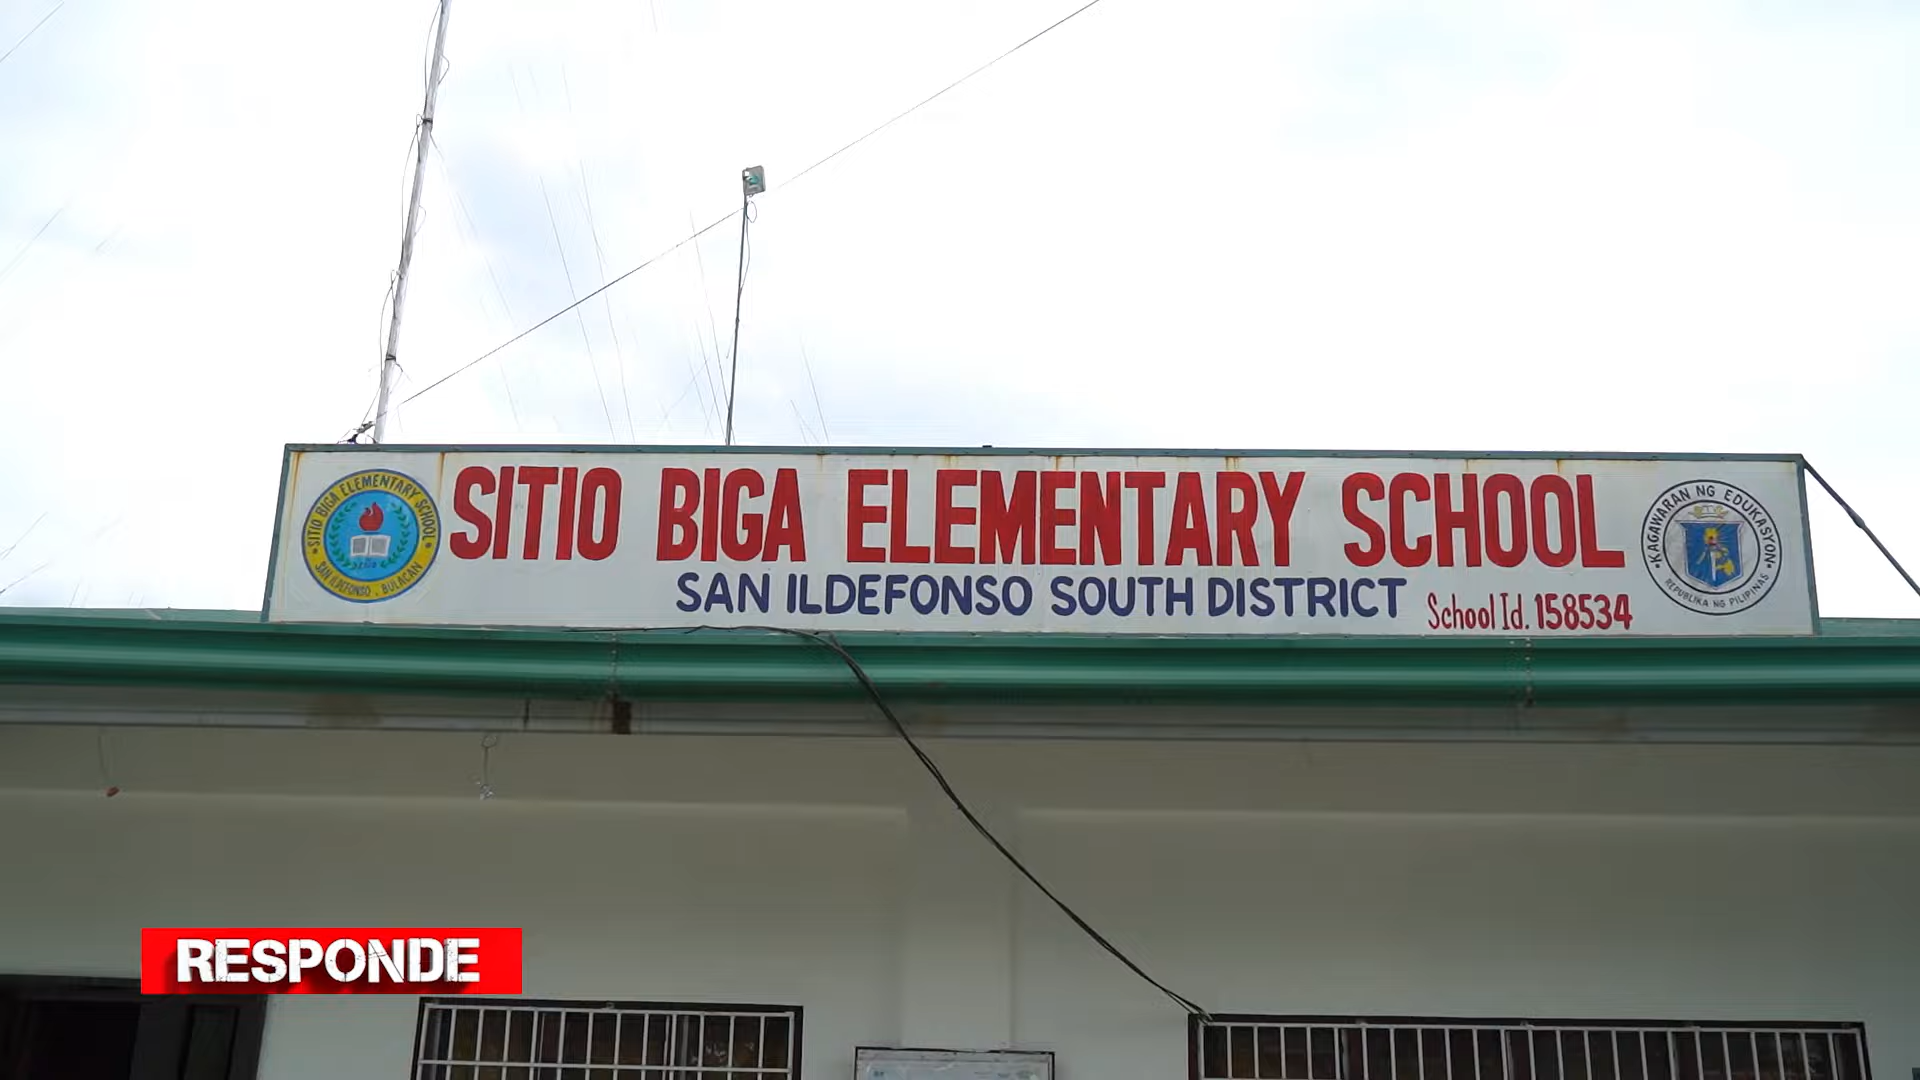 SITIO BIGA ELEMENTARY SCHOOL
SAN ILDEFONSO SOUTH DISTRICT
School Id. 158534
SITIO BIGA ELEMENTARY SCHOOL
SAN ILDEFONSO, BULACAN
KAGAWARAN NG EDUKASYON
REPUBLIKA NG PILIPINAS
RESPONDE